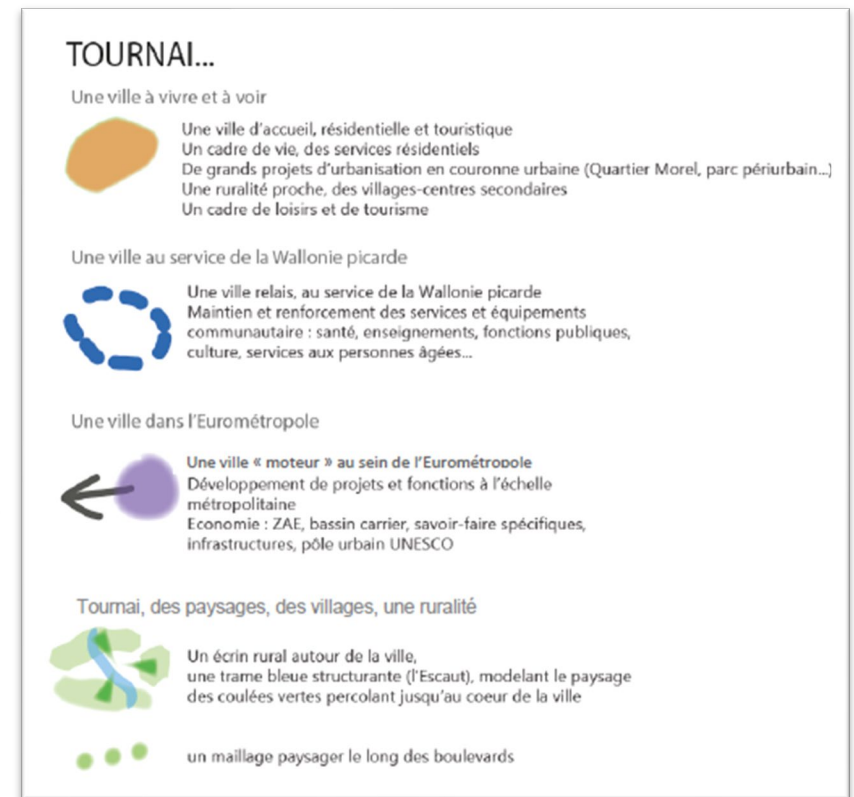 TOURNAI...
Une ville à vivre et à voir
Une ville d'accueil, résidentielle et touristique
Un cadre de vie, des services résidentiels
De grands projets d'urbanisation en couronne urbaine (Quartier Morel, parc périurbain...)
Une ruralité proche, des villages-centres secondaires
Un cadre de loisirs et de tourisme
Une ville au service de la Wallonie picarde
Une ville relais, au service de la Wallonie picarde
Maintien et renforcement des services et équipements
communautaire : santé, enseignements, fonctions publiques,
culture, services aux personnes âgées...
Une ville dans l'Eurométropole
Une ville « moteur » au sein de l'Eurométropole
Développement de projets et fonctions à l'échelle
métropolitaine
Economie : ZAE, bassin carrier, savoir-faire spécifiques,
infrastructures, pôle urbain UNESCO
Tournai, des paysages, des villages, une ruralité
Un écrin rural autour de la ville,
une trame bleue structurante (l'Escaut), modelant le paysage
des coulées vertes percolant jusqu'au coeur de la ville
un maillage paysager le long des boulevards